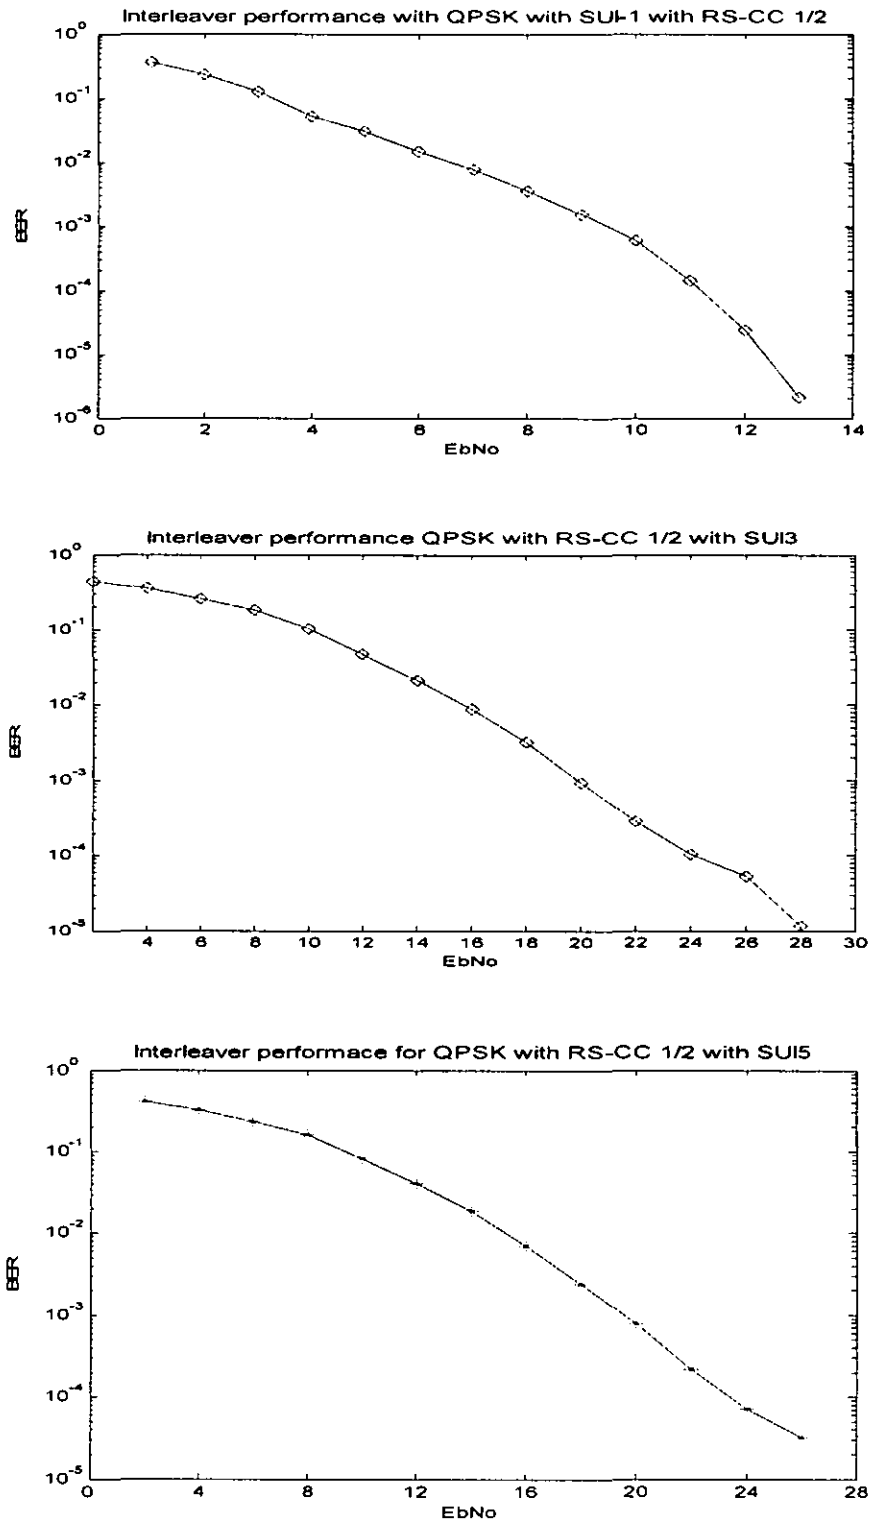 Interleaver performance with QPSK with SUI-1 with RS-CC 1/2
10^0
10^-1
10^-2
10^-3
10^-4
10^-5
10^-6
BER
0 2 4 6 8 10 12 14
EbNo
Interleaver performance QPSK with RS-CC 1/2 with SUI3
10^0
10^-1
10^-2
10^-3
10^-4
10^-5
BER
4 6 8 10 12 14 16 18 20 22 24 26 28 30
EbNo
Interleaver performace for QPSK with RS-CC 1/2 with SUI5
10^0
10^-1
10^-2
10^-3
10^-4
10^-5
BER
0 4 8 12 16 20 24 28
EbNo